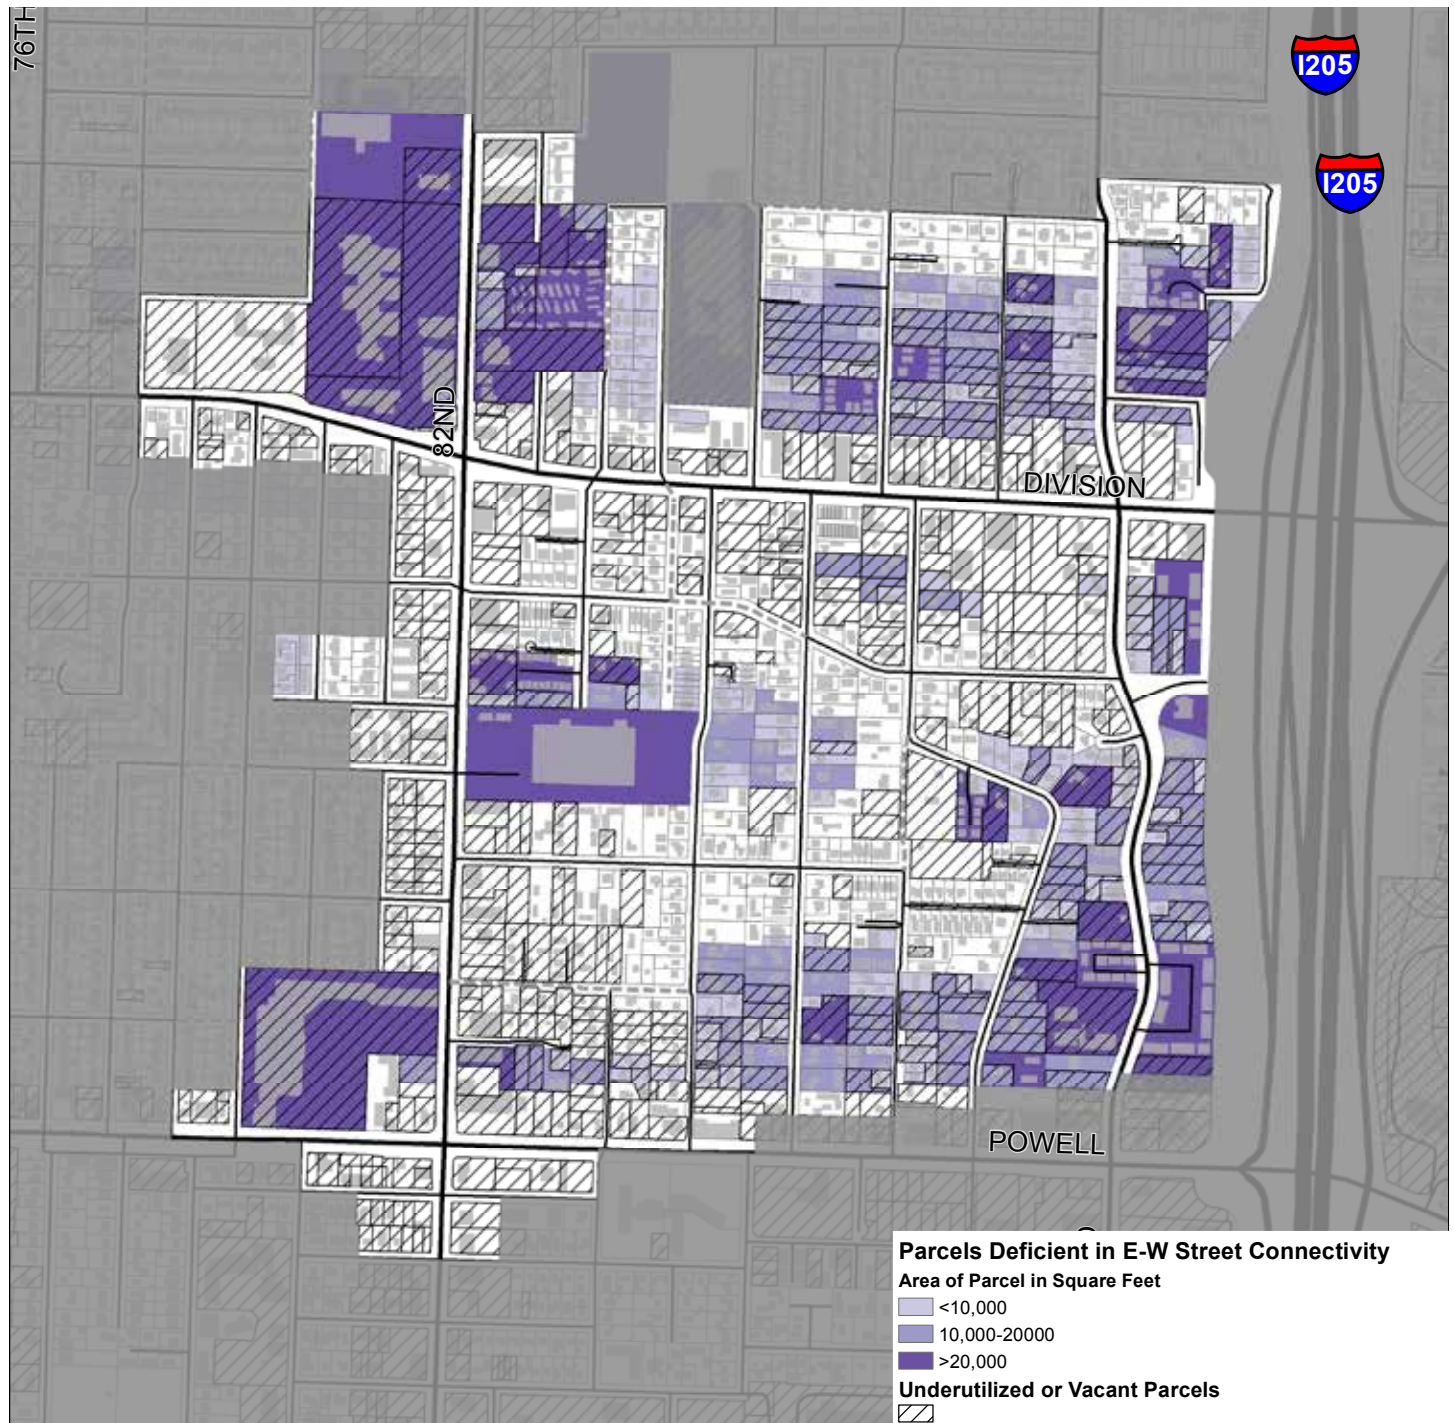 76TH
I205
I205
82ND
DIVISION
POWELL
Parcels Deficient in E-W Street Connectivity
Area of Parcel in Square Feet
<10,000
10,000-20000
>20,000
Underutilized or Vacant Parcels